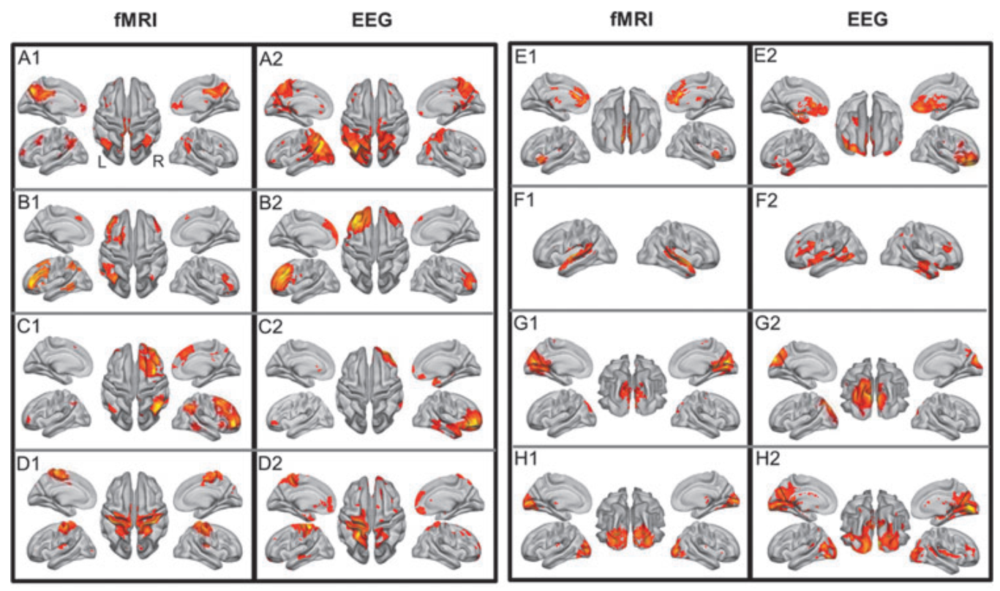 fMRI EEG fMRI EEG
A1 A2 E1 E2
L R
B1 B2 F1 F2
C1 C2 G1 G2
D1 D2 H1 H2